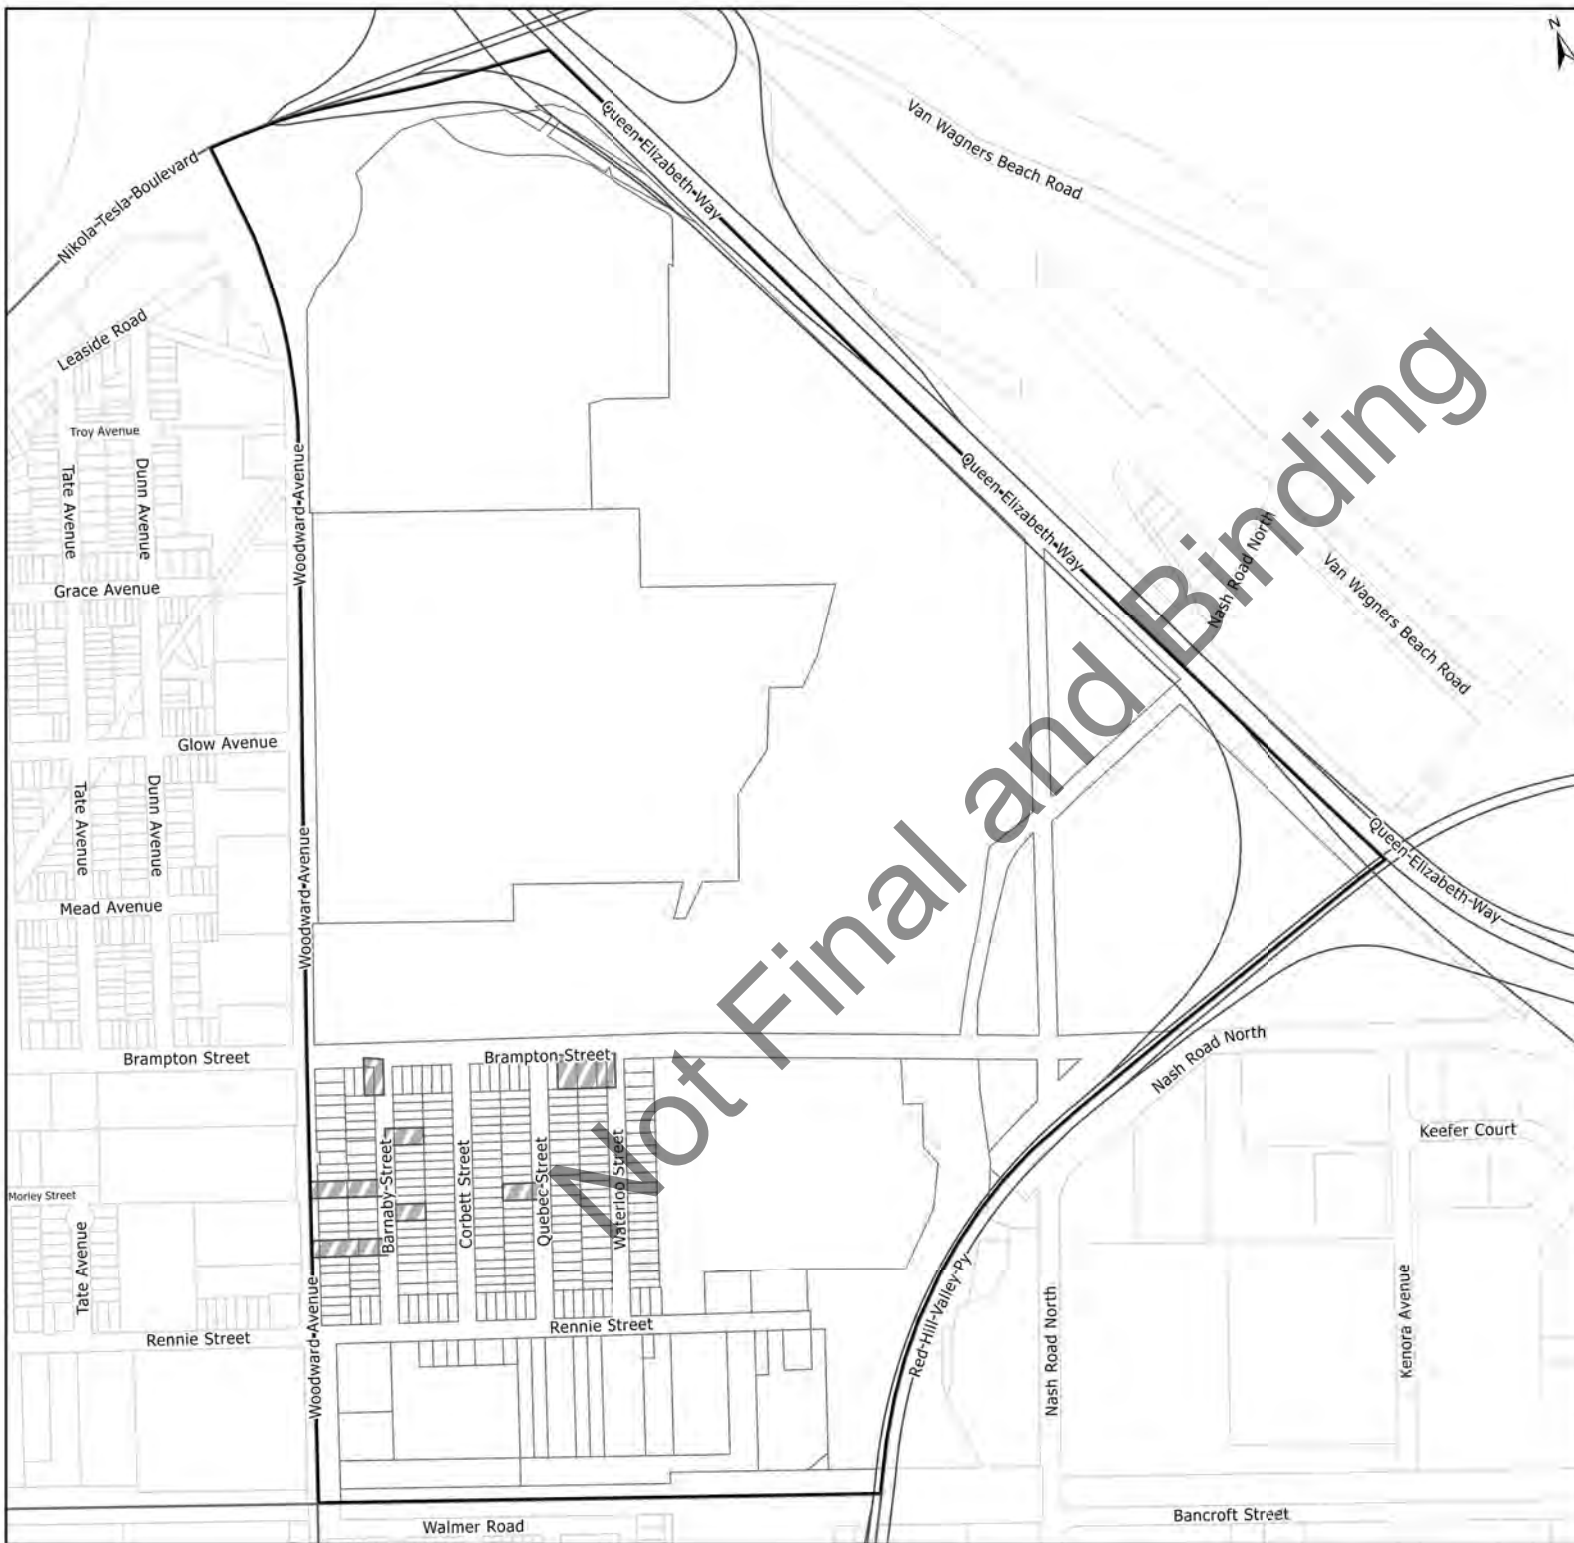 N
Van Wagners Beach Road
Queen-Elizabeth-Way
Nikola-Tesla-Boulevard
Leaside Road
Troy Avenue
Tate Avenue
Dunn Avenue
Woodward-Avenue
Queen-Elizabeth-Way
Nash Road North
Van Wagners Beach Road
Grace Avenue
Glow Avenue
Tate Avenue
Dunn Avenue
Woodward-Avenue
Queen-Elizabeth-Way
Mead Avenue
Not Final and Binding
Brampton Street
Brampton-Street
Nash Road North
Keefer Court
Morley Street
Tate Avenue
Barnaby-Street
Corbett Street
Quebec-Street
Waterloo Street
Woodward-Avenue
Rennie Street
Rennie Street
Red-Hill-Valley-Py
Nash Road North
Kenora Avenue
Walmer Road
Bancroft Street